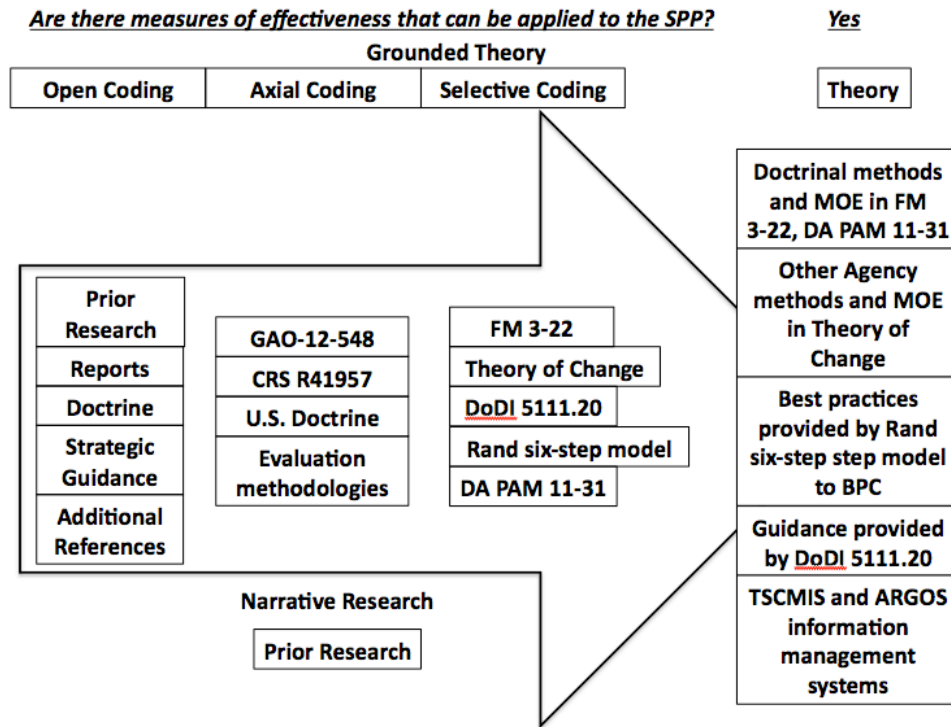 Are there measures of effectiveness that can be applied to the SPP?
Yes
Grounded Theory
Open Coding
Axial Coding
Selective Coding
Theory
Prior
Research
Reports
Doctrine
Strategic
Guidance
Additional
References
GAO-12-548
CRS R41957
U.S. Doctrine
Evaluation
methodologies
FM 3-22
Theory of Change
DoDI 5111.20
Rand six-step model
DA PAM 11-31
Doctrinal methods
and MOE in FM
3-22, DA PAM 11-31
Other Agency
methods and MOE
in Theory of
Change
Best practices
provided by Rand
six-step step model
to BPC
Guidance provided
by DoDI 5111.20
TSCMIS and ARGOS
information
management
systems
Narrative Research
Prior Research